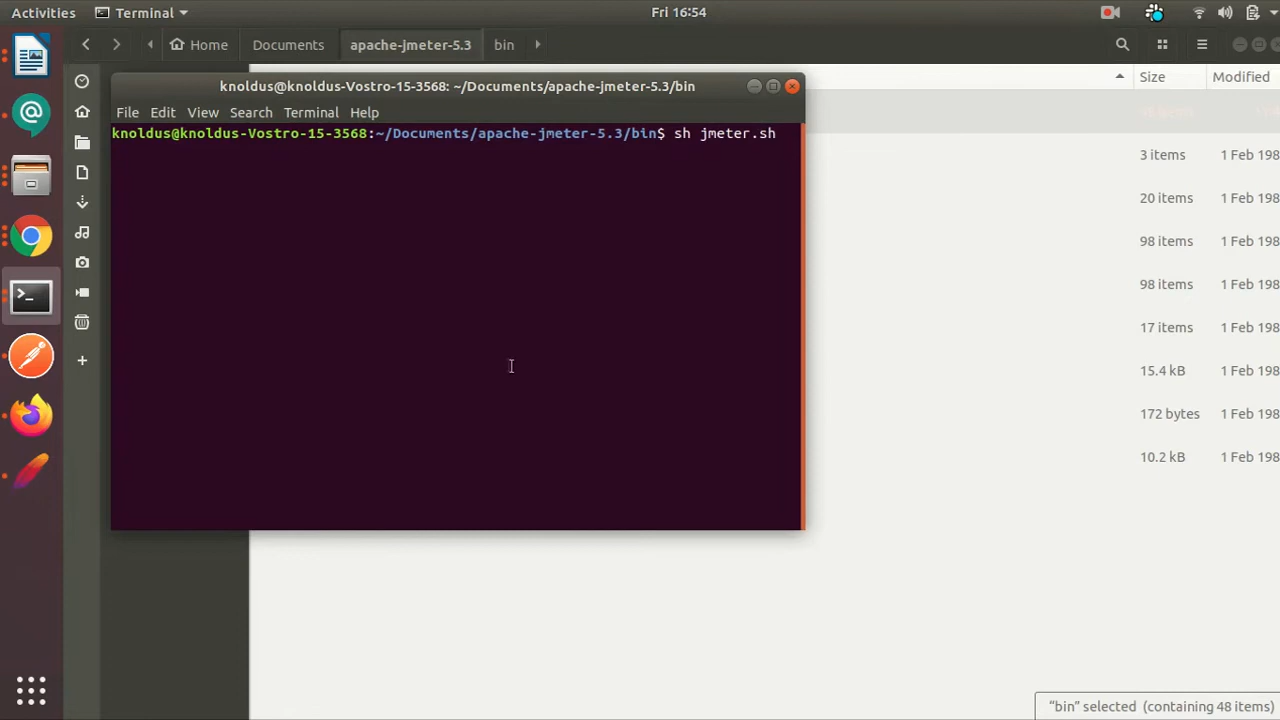 Activities
Terminal
Fri 16:54
Home
Documents
apache-jmeter-5.3
bin
Size
Modified
knoldus@knoldus-Vostro-15-3568: ~/Documents/apache-jmeter-5.3/bin
File Edit View Search Terminal Help
knoldus@knoldus-Vostro-15-3568:~/Documents/apache-jmeter-5.3/bin$ sh jmeter.sh
3 items 1 Feb 198
20 items 1 Feb 198
98 items 1 Feb 198
98 items 1 Feb 198
17 items 1 Feb 198
15.4 kB 1 Feb 198
172 bytes 1 Feb 198
10.2 kB 1 Feb 198
“bin” selected (containing 48 items)